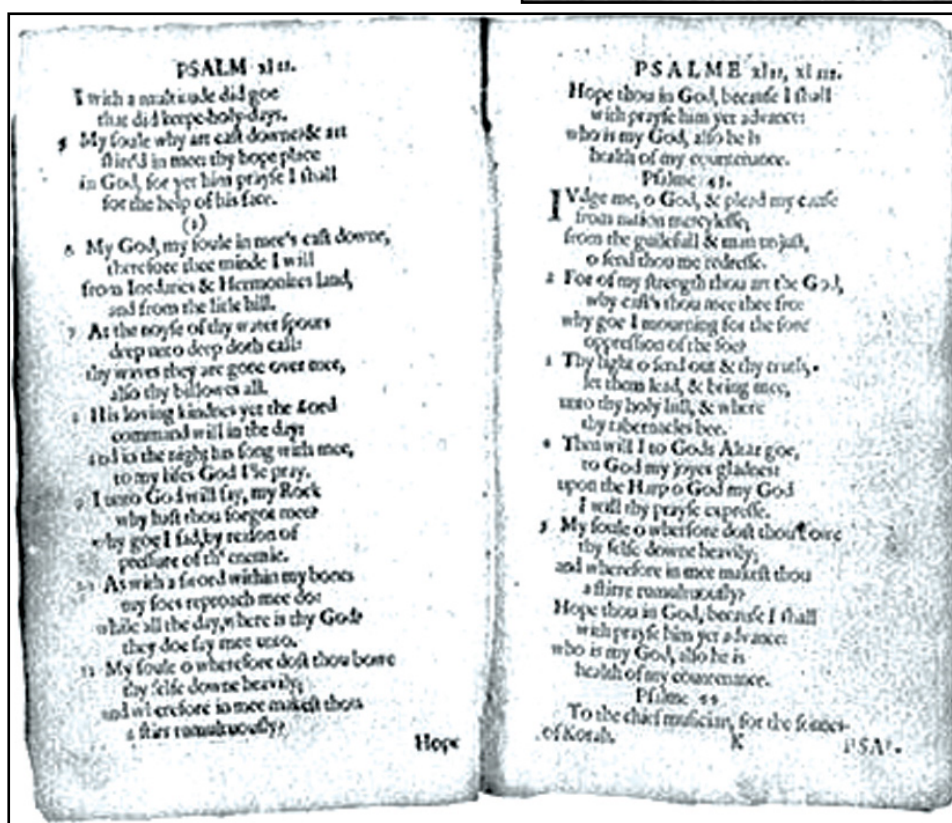 PSALM xlii.
I with a multitude did goe
that did keepe holy-dayes.
5 My soule why art cast downe & art
stirr'd in mee: thy hope place
in God, for yet him prayse I shall
for the help of his face.
(2)
6 My God, my soule in mee's cast downe,
therefore thee minde I will
from Iordanes & Hermonites land,
and from the litle hill.
7 At the noyse of thy water spouts
deep unto deep doth call:
thy waves they are gone over mee,
also thy billowes all.
8 His loving kindnes yet the Lord
command will in the day:
and in the night his song with mee,
to my lifes God I'le pray.
9 I unto God will say, my Rock
why hast thou forgot mee?
why goe I sad, by reason of
pressure of th' enemie.
10 As with a sword within my bones
my foes reproach mee do:
while all the day, where is thy God?
they doe say mee unto.
11 My soule o wherefore dost thou bowe
thy selfe downe heavily;
and wherefore in mee makest thou
a stirr tumultuously?
Hope
PSALME xlii, xliii.
Hope thou in God, because I shall
with prayse him yet advance:
who is my God, also he is
health of my countenance.
Psalme 43.
IVdge me, o God, & plead my cause
from nation mercylesse,
from the guilefull & man unjust,
o send thou me redresse.
2 For of my strength thou art the God,
why cast's thou mee thee fro:
why goe I mourning for the sore
oppression of the foe?
3 Thy light o send out & thy truth,
let them lead, & bring mee,
unto thy holy hill, & where
thy tabernacles bee.
4 Then will I to Gods Altar goe,
to God my joyes gladnes:
upon the Harp o God my God
I will thy prayse expresse.
5 My soule o wherfore dost thou bowe
thy selfe downe heavily;
and wherefore in mee makest thou
a stirre tumultuously?
Hope thou in God, because I shall
with prayse him yet advance:
who is my God, also he is
health of my countenance.
Psalme 44
To the chief musician, for the sonnes
of Korah.
K
PSAL.